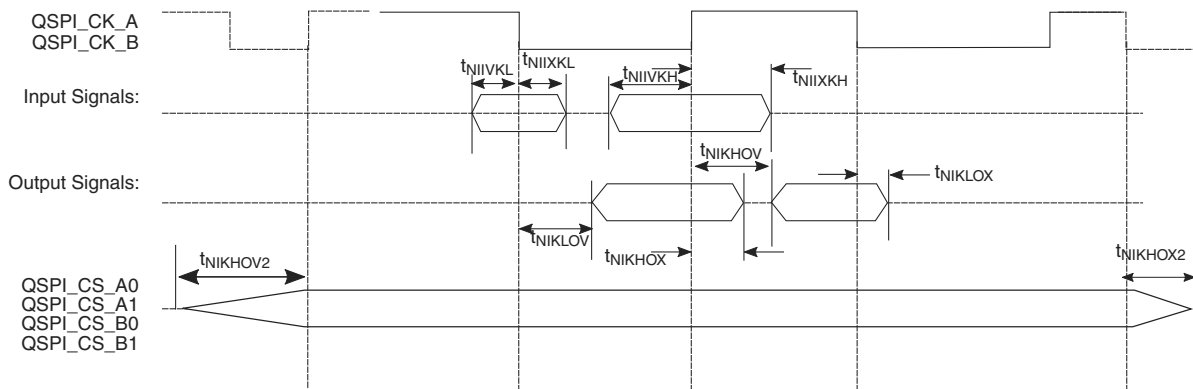 QSPI_CK_A
QSPI_CK_B
tNIIVKL
tNIIXKL
tNIIVKH
tNIIXKH
Input Signals:
tNIKHOV
Output Signals:
tNIKLOX
tNIKLOV
tNIKHOX
tNIKHOV2
tNIKHOX2
QSPI_CS_A0
QSPI_CS_A1
QSPI_CS_B0
QSPI_CS_B1